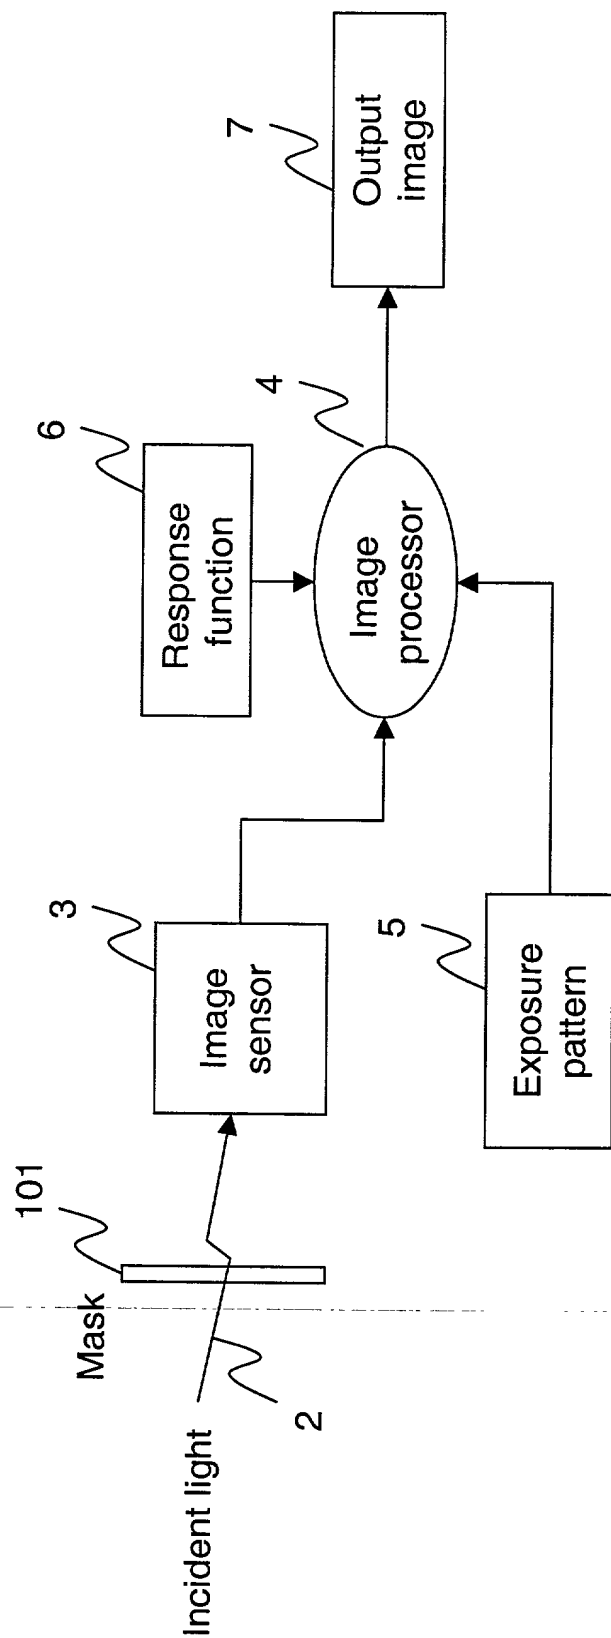 Incident light
2
Mask
101
Image
sensor
3
Exposure
pattern
5
Response
function
6
Image
processor
4
Output
image
7